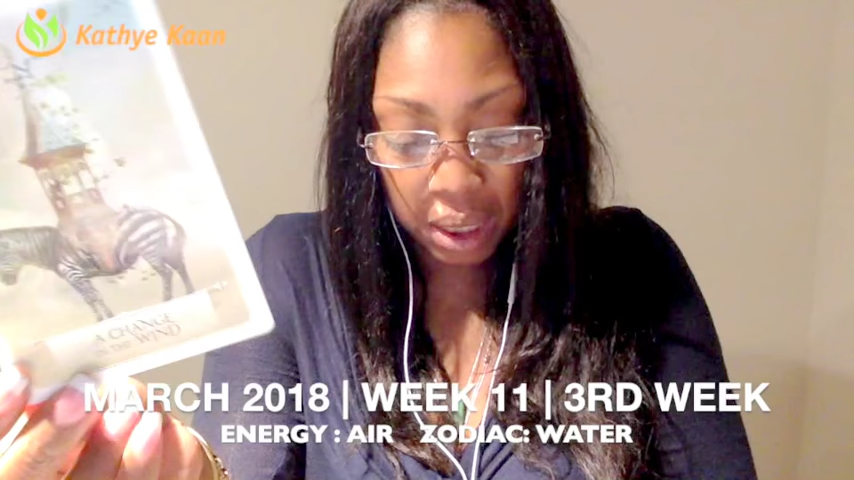 Kathye Kaan
A CHANGE
IN THE WIND
MARCH 2018 | WEEK 11 | 3RD WEEK
ENERGY : AIR ZODIAC: WATER